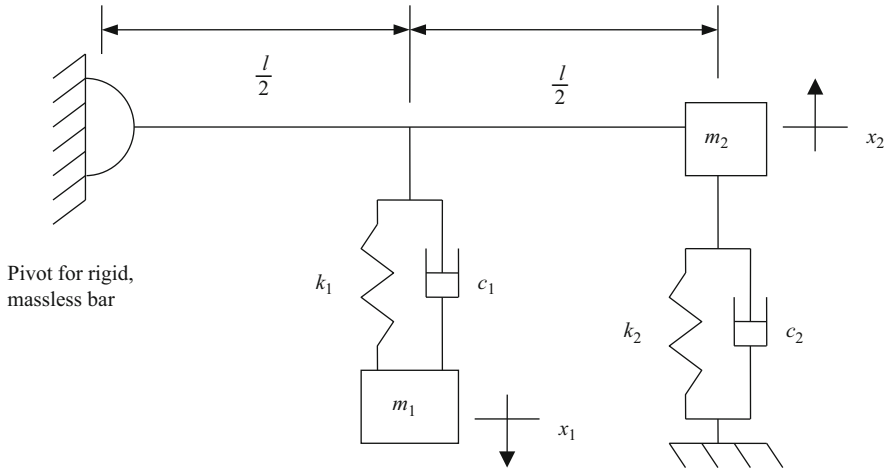 l/2
l/2
m₂
x₂
Pivot for rigid,
massless bar
k₁
c₁
k₂
c₂
m₁
x₁